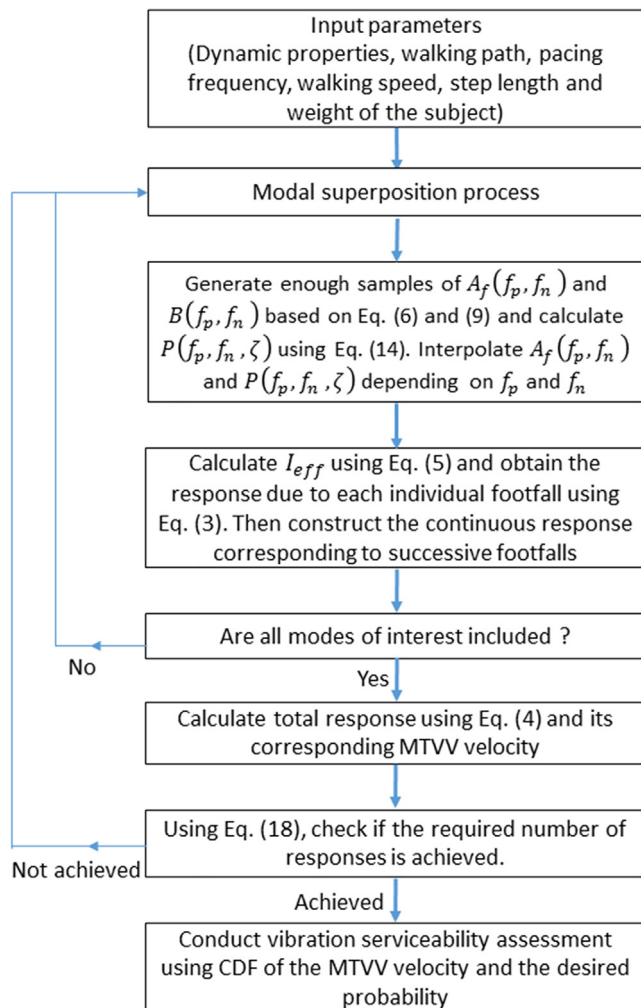 Input parameters
(Dynamic properties, walking path, pacing
frequency, walking speed, step length and
weight of the subject)
Modal superposition process
Generate enough samples of A_f(f_p, f_n) and
B(f_p, f_n) based on Eq. (6) and (9) and calculate
P(f_p, f_n, ζ) using Eq. (14). Interpolate A_f(f_p, f_n)
and P(f_p, f_n, ζ) depending on f_p and f_n
Calculate I_eff using Eq. (5) and obtain the
response due to each individual footfall using
Eq. (3). Then construct the continuous response
corresponding to successive footfalls
Are all modes of interest included ?
No
Yes
Calculate total response using Eq. (4) and its
corresponding MTVV velocity
Using Eq. (18), check if the required number of
responses is achieved.
Not achieved
Achieved
Conduct vibration serviceability assessment
using CDF of the MTVV velocity and the desired
probability